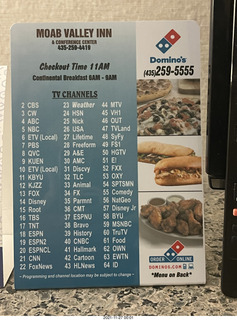 MOAB VALLEY INN
& CONFERENCE CENTER
435-259-4419
Checkout Time 11AM
Continental Breakfast 6AM - 9AM
TV CHANNELS
2 CBS 23 Weather 44 MTV
3 CW 24 HSN 45 VH1
4 ABC 25 Nick 46 OUT
5 NBC 26 USA 47 TVLand
6 ETV (Local) 27 Lifetime 48 SyFy
7 PBS 28 Freeform 49 FS1
8 QVC 29 A&E 50 HGTV
9 KUEN 30 AMC 51 E!
10 ETV (Local) 31 Discvy 52 FXX
11 KBYU 32 TLC 53 OXY
12 KJZZ 33 Animal 54 SPTSMN
13 FOX 34 FX 55 Comedy
14 Disney 35 Parmnt 56 NatGeo
15 Root 36 CMT 57 Disney Jr
16 TBS 37 ESPNU 58 BYU
17 TNT 38 Bravo 59 MSNBC
18 ESPN 39 History 60 TruTV
19 ESPN2 40 CNBC 61 Food
20 ESPNCL 41 Hallmark 62 OWN
21 CNN 42 Cartoon 63 EWTN
22 FoxNews 43 HLNews 64 ID
- Programming and channel location may be subject to change -
Domino's
(435)259-5555
ORDER ONLINE
DOMINOS.COM
*Menu on Back*